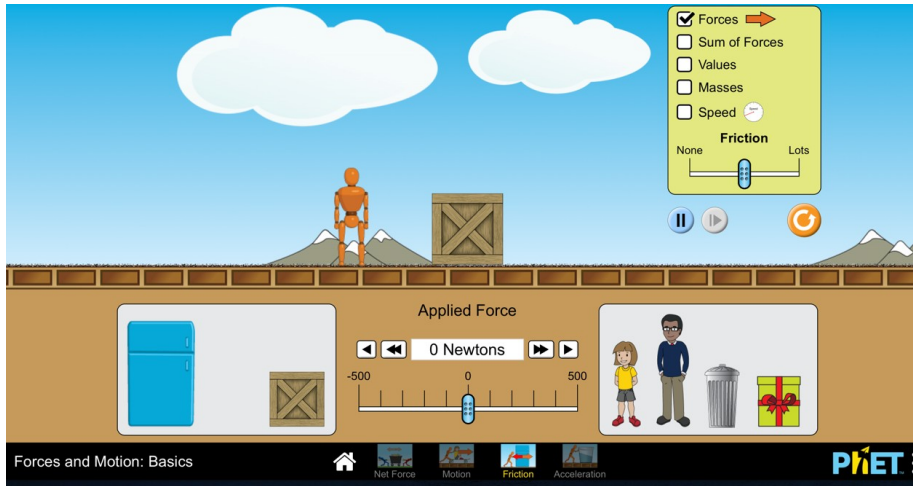 Forces
Sum of Forces
Values
Masses
Speed
Friction
None Lots
Applied Force
0 Newtons
-500 0 500
Forces and Motion: Basics
Net Force Motion Friction Acceleration
PhET